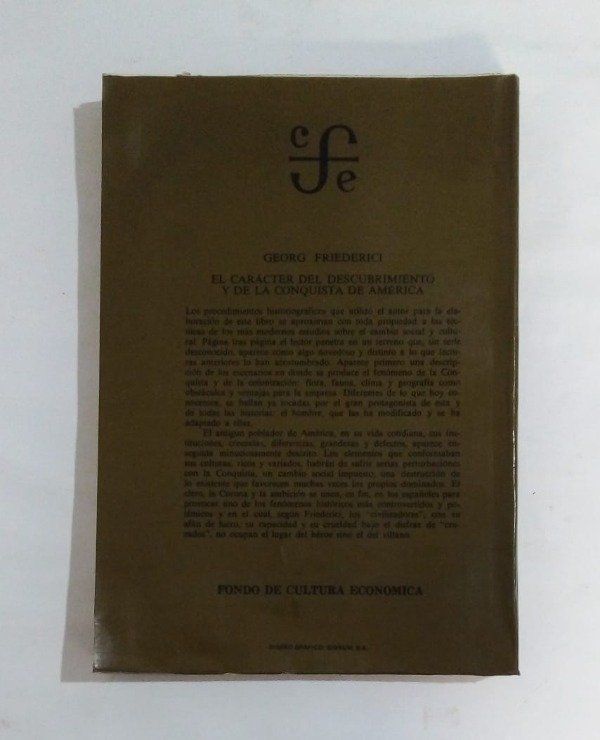 cfe
GEORG FRIEDERICI
EL CARÁCTER DEL DESCUBRIMIENTO
Y DE LA CONQUISTA DE AMÉRICA
Los procedimientos historiográficos que utilizó el autor para la ela-
boración de este libro se aproximan con toda propiedad a las téc-
nicas de los más modernos estudios sobre el cambio social y cultu-
ral. Página tras página el lector penetra en un terreno que, sin serle
desconocido, aparece como algo novedoso y distinto a lo que lectu-
ras anteriores lo han acostumbrado. Aparece primero una descrip-
ción de los escenarios en donde se produce el fenómeno de la Con-
quista y de la colonización: flora, fauna, clima y geografía como
obstáculos y ventajas para la empresa. Diferentes de lo que hoy co-
nocemos, se hallan ya tocadas por el gran protagonista de ésta y
de todas las historias: el hombre, que las ha modificado y se ha
adaptado a ellas.
El antiguo poblador de América, en su vida cotidiana, sus ins-
tituciones, creencias, diferencias, grandezas y defectos, aparece en-
seguida minuciosamente descrito. Los elementos que conformaban
sus culturas, ricos y variados, habrán de sufrir serias perturbaciones
con la Conquista, un cambio social impuesto, una destrucción de
lo existente que favorecen muchas veces los propios dominados. El
clero, la Corona y la ambición se unen, en fin, en los españoles para
provocar uno de los fenómenos históricos más controvertidos y po-
lémicos y en el cual, según Friederici, los "civilizadores", con su
afán de lucro, su capacidad y su crueldad bajo el disfraz de "cru-
zados", no ocupan el lugar del héroe sino el del villano.
FONDO DE CULTURA ECONOMICA
DISEÑO GRAFICO